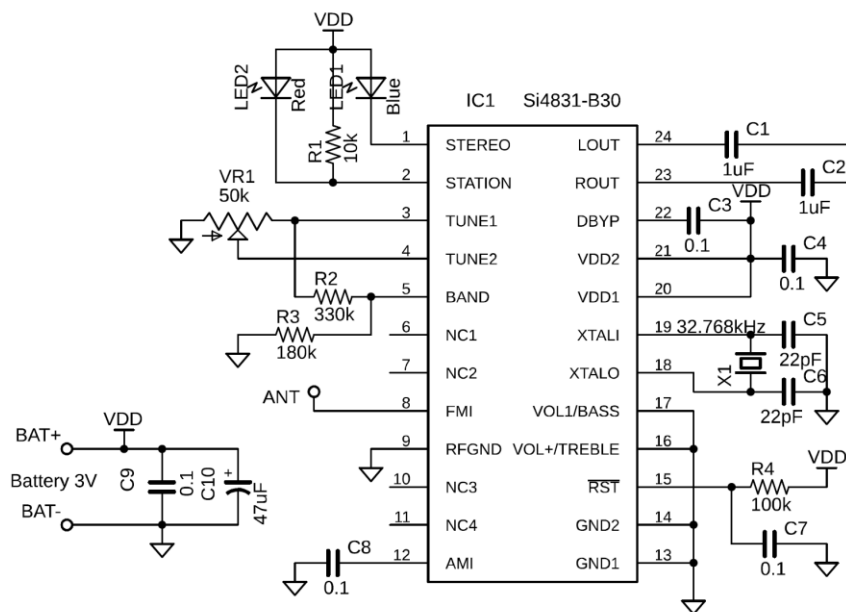 VDD
LED2
Red
LED1
Blue
R1
10k
VR1
50k
R2
330k
R3
180k
ANT
BAT+
VDD
Battery 3V
BAT-
C9
0.1
C10
+
47uF
C8
0.1
IC1 Si4831-B30
1 STEREO LOUT 24
2 STATION ROUT 23
3 TUNE1 DBYP 22
4 TUNE2 VDD2 21
5 BAND VDD1 20
6 NC1 XTALI 19
7 NC2 XTALO 18
8 FMI VOL1/BASS 17
9 RFGND VOL+/TREBLE 16
10 NC3 RST 15
11 NC4 GND2 14
12 AMI GND1 13
C1
1uF
C2
1uF
VDD
C3
0.1
C4
0.1
32.768kHz
X1
C5
22pF
C6
22pF
R4
100k
VDD
C7
0.1